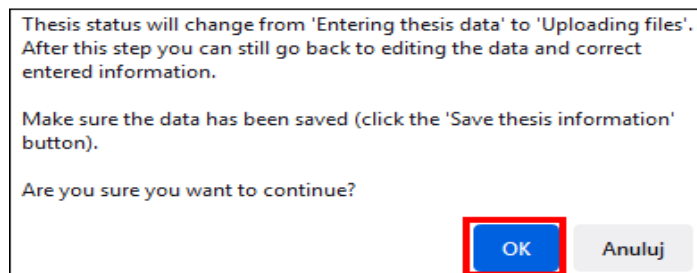 Thesis status will change from 'Entering thesis data' to 'Uploading files'.
After this step you can still go back to editing the data and correct
entered information.
Make sure the data has been saved (click the 'Save thesis information'
button).
Are you sure you want to continue?
OK Anuluj